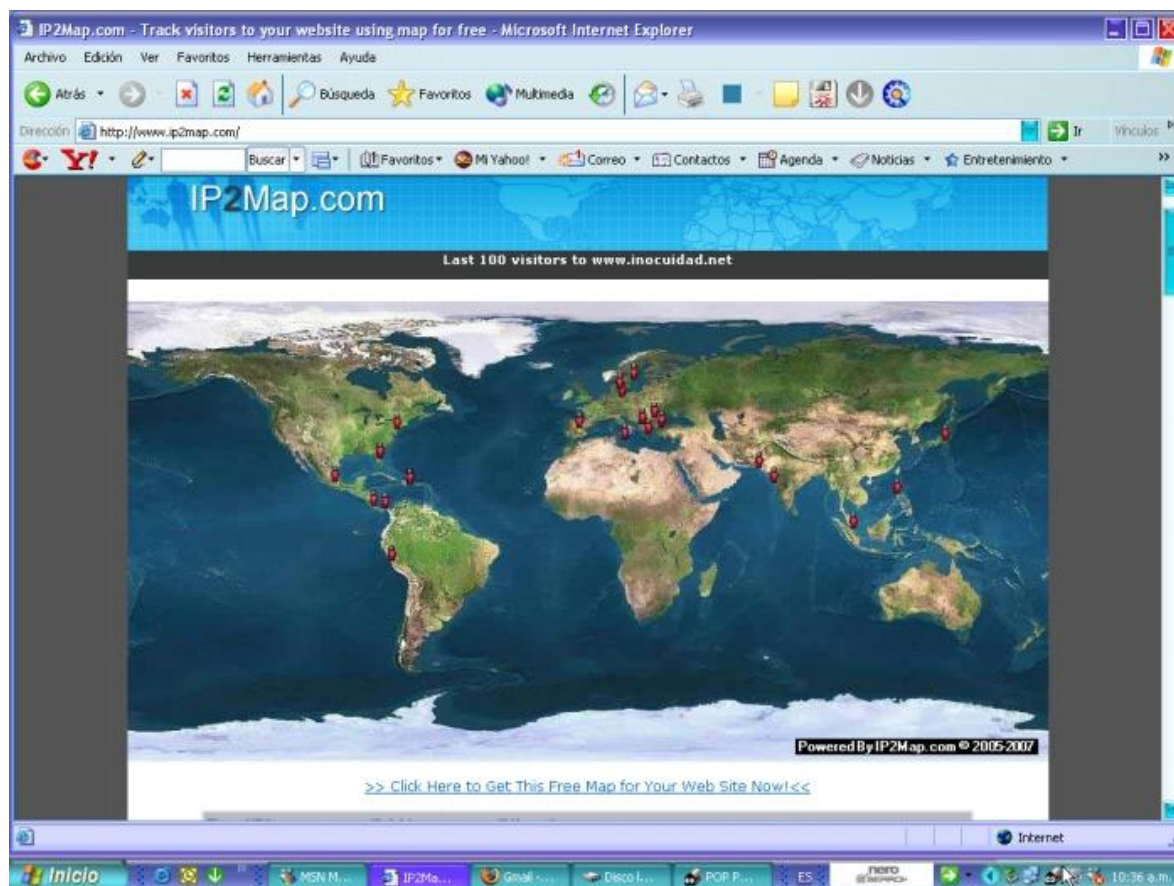 IP2Map.com - Track visitors to your website using map for free - Microsoft Internet Explorer
Archivo Edición Ver Favoritos Herramientas Ayuda
Atrás Búsqueda Favoritos Multimedia
Dirección http://www.ip2map.com/ Ir Vínculos
Y! Buscar Favoritos Mi Yahoo! Correo Contactos Agenda Noticias Entretenimiento »
IP2Map.com
Last 100 visitors to www.inocuidad.net
Powered By IP2Map.com © 2005-2007
>> Click Here to Get This Free Map for Your Web Site Now!<<
Internet
Inicio MSN M... IP2Ma... Gmail -... Disco l... POP P... ES nero 10:36 a.m.